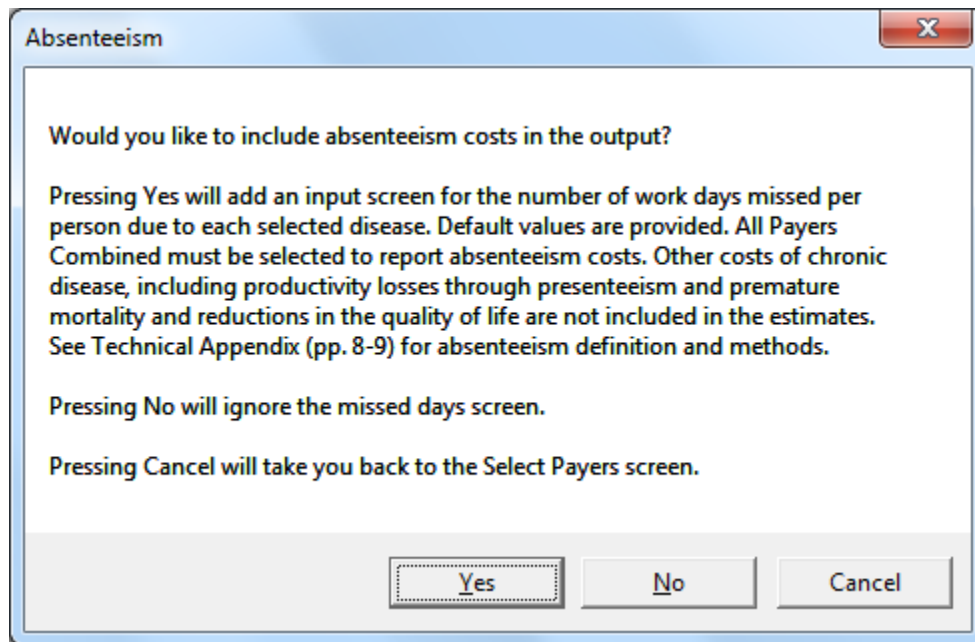 Absenteeism
Would you like to include absenteeism costs in the output?
Pressing Yes will add an input screen for the number of work days missed per
person due to each selected disease. Default values are provided. All Payers
Combined must be selected to report absenteeism costs. Other costs of chronic
disease, including productivity losses through presenteeism and premature
mortality and reductions in the quality of life are not included in the estimates.
See Technical Appendix (pp. 8-9) for absenteeism definition and methods.
Pressing No will ignore the missed days screen.
Pressing Cancel will take you back to the Select Payers screen.
Yes No Cancel